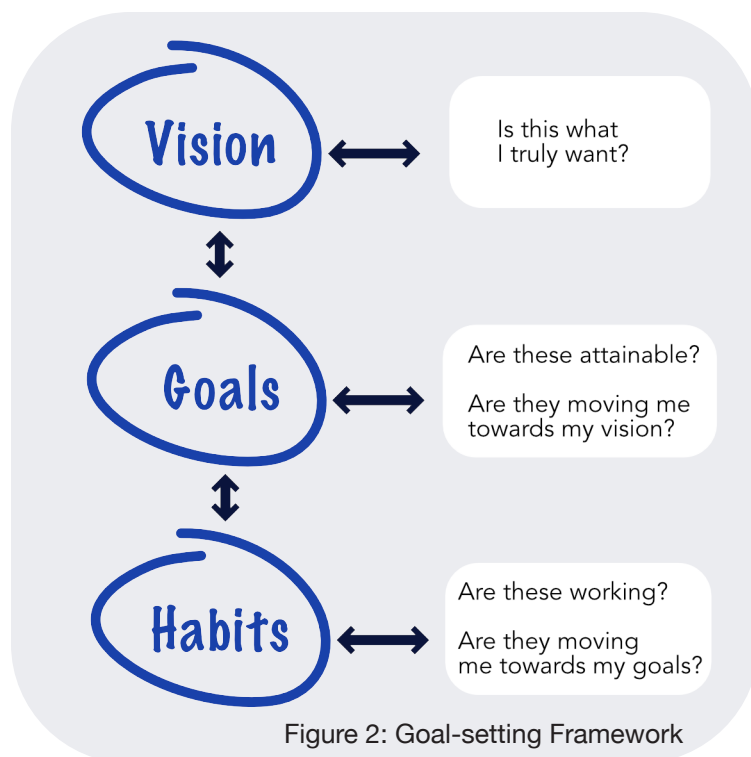 Vision
Is this what
I truly want?
Goals
Are these attainable?
Are they moving me
towards my vision?
Habits
Are these working?
Are they moving
me towards my goals?
Figure 2: Goal-setting Framework